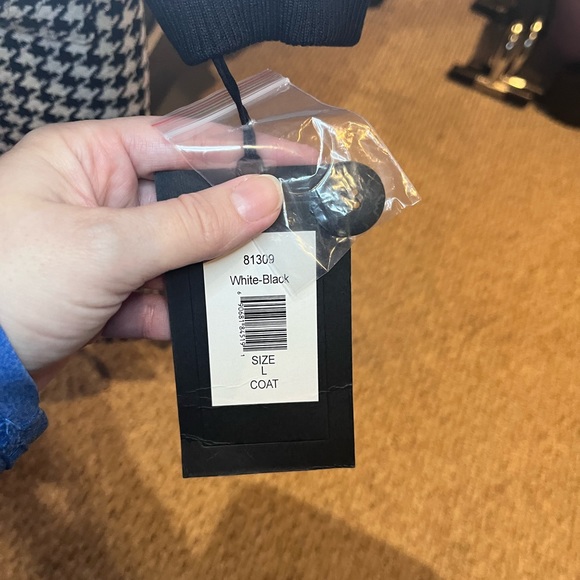 81309
White-Black
SIZE
L
COAT